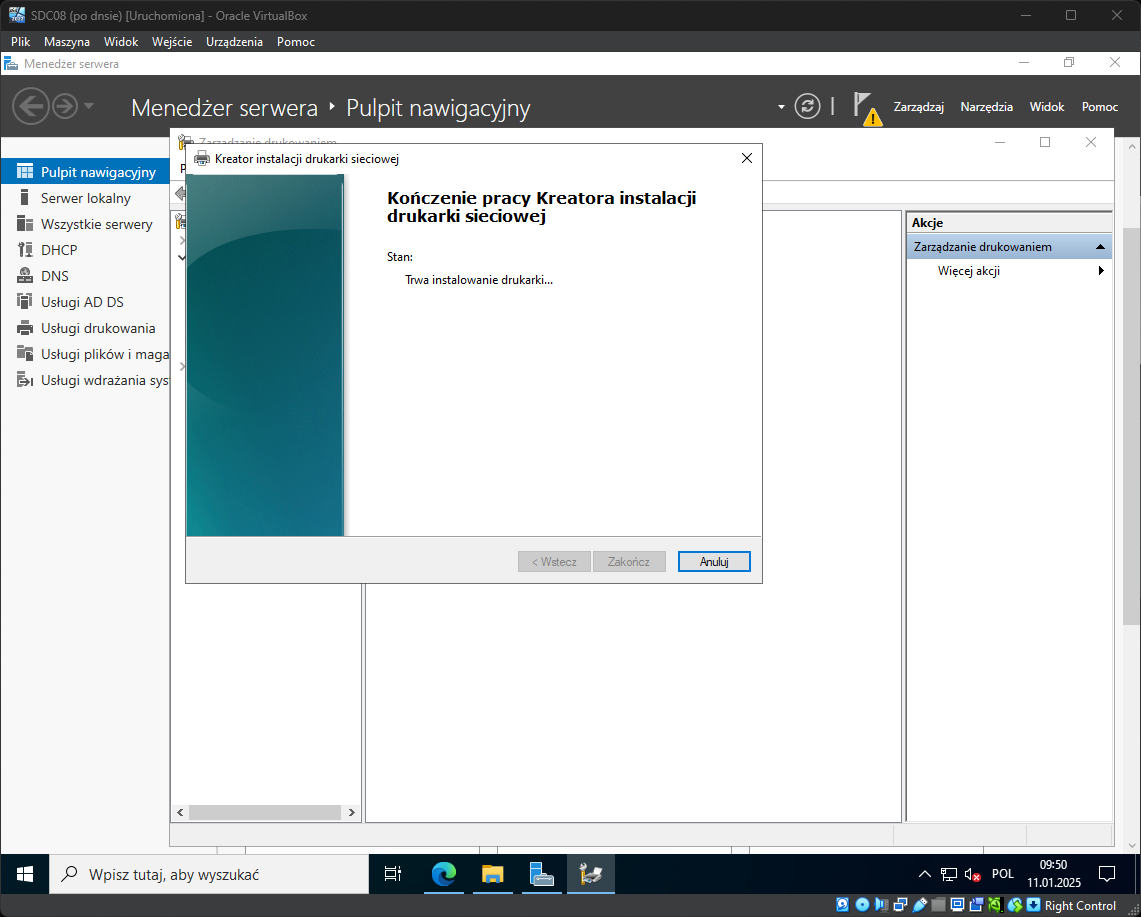 SDC08 (po dnsie) [Uruchomiona] - Oracle VirtualBox
Plik Maszyna Widok Wejście Urządzenia Pomoc
Menedżer serwera
Menedżer serwera Pulpit nawigacyjny
Zarządzaj Narzędzia Widok Pomoc
Zarządzanie drukowaniem
Kreator instalacji drukarki sieciowej
P
Pulpit nawigacyjny
Serwer lokalny
Wszystkie serwery
DHCP
DNS
Usługi AD DS
Usługi drukowania
Usługi plików i maga
Usługi wdrażania sys
Kończenie pracy Kreatora instalacji
drukarki sieciowej
Stan:
Trwa instalowanie drukarki...
< Wstecz Zakończ Anuluj
Akcje
Zarządzanie drukowaniem
Więcej akcji
Wpisz tutaj, aby wyszukać
POL
09:50
11.01.2025
Right Control